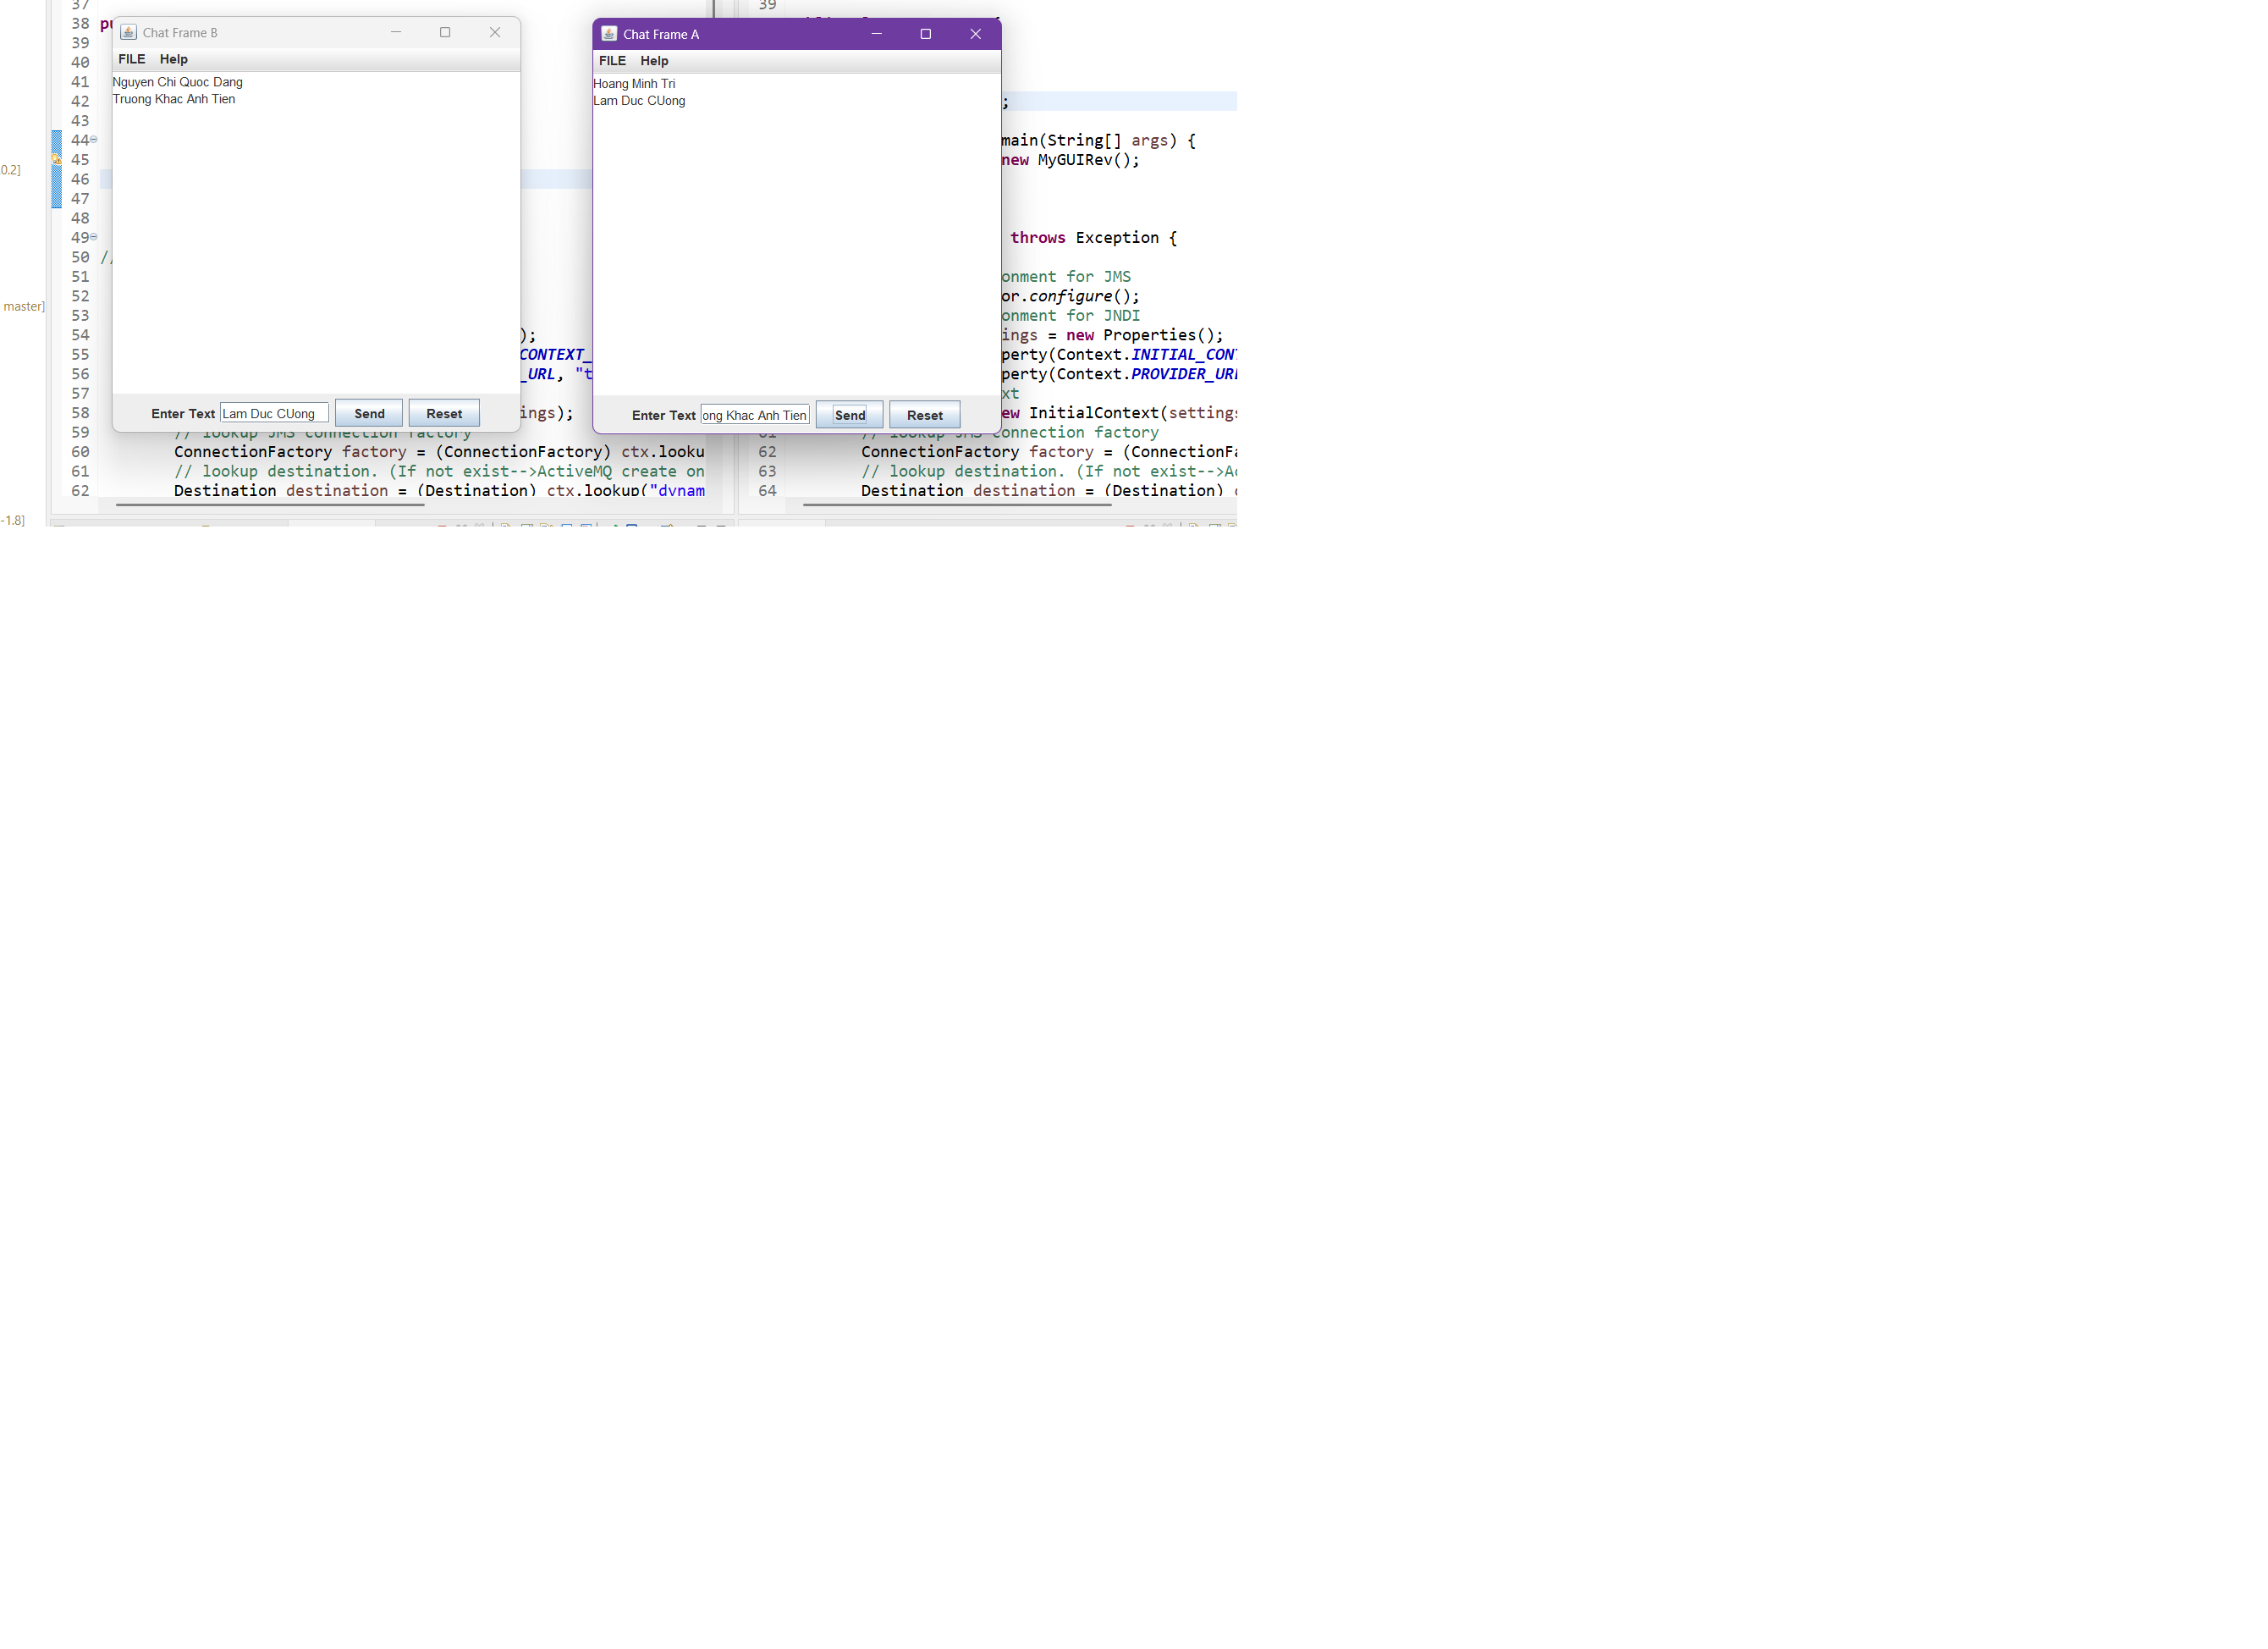 37
38 pu
39
40
41
42
43
44
45
46
47
48
49
50 //
51
52
53
54 );
55 CONTEXT_
56 _URL, "t
57
58 ings);
59 // lookup JMS connection factory
60 ConnectionFactory factory = (ConnectionFactory) ctx.looku
61 // lookup destination. (If not exist-->ActiveMQ create on
62 Destination destination = (Destination) ctx.lookup("dynam
0.2]
master]
-1.8]
Chat Frame B
FILE Help
Nguyen Chi Quoc Dang
Truong Khac Anh Tien
Enter Text Lam Duc CUong Send Reset
Chat Frame A
FILE Help
Hoang Minh Tri
Lam Duc CUong
Enter Text ong Khac Anh Tien Send Reset
39
;
main(String[] args) {
new MyGUIRev();
throws Exception {
onment for JMS
or.configure();
onment for JNDI
ings = new Properties();
perty(Context.INITIAL_CON
perty(Context.PROVIDER_URL
xt
ew InitialContext(settings
61 // lookup JMS connection factory
62 ConnectionFactory factory = (ConnectionFa
63 // lookup destination. (If not exist-->Ac
64 Destination destination = (Destination) c